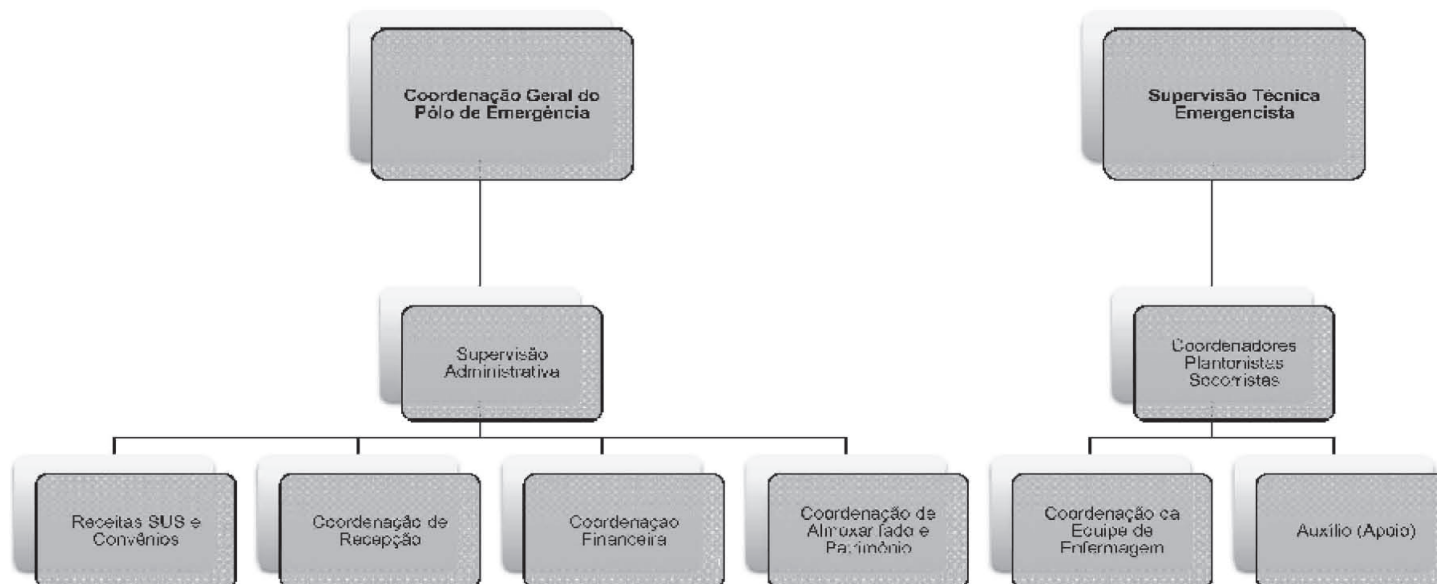 Coordenação Geral do
Pólo de Emergência
Supervisão Técnica
Emergencista
Supervisão
Administrativa
Coordenadores
Plantonistas
Socorristas
Receitas SUS e
Convênios
Coordenação de
Recepção
Coordenação
Financeira
Coordenação de
Almoxarifado e
Patrimônio
Coordenação da
Equipe de
Enfermagem
Auxílio (Apoio)